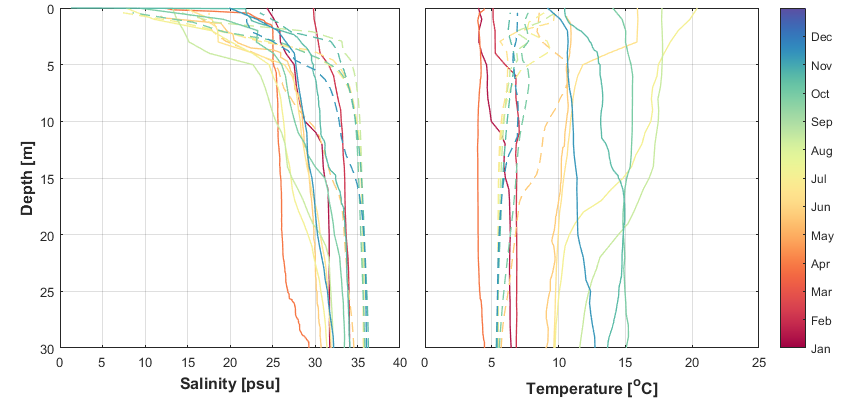 0
5
10
15
20
25
30
Depth [m]
0 5 10 15 20 25 30 35 40
Salinity [psu]
0 5 10 15 20 25
Temperature [°C]
Dec
Nov
Oct
Sep
Aug
Jul
Jun
May
Apr
Mar
Feb
Jan